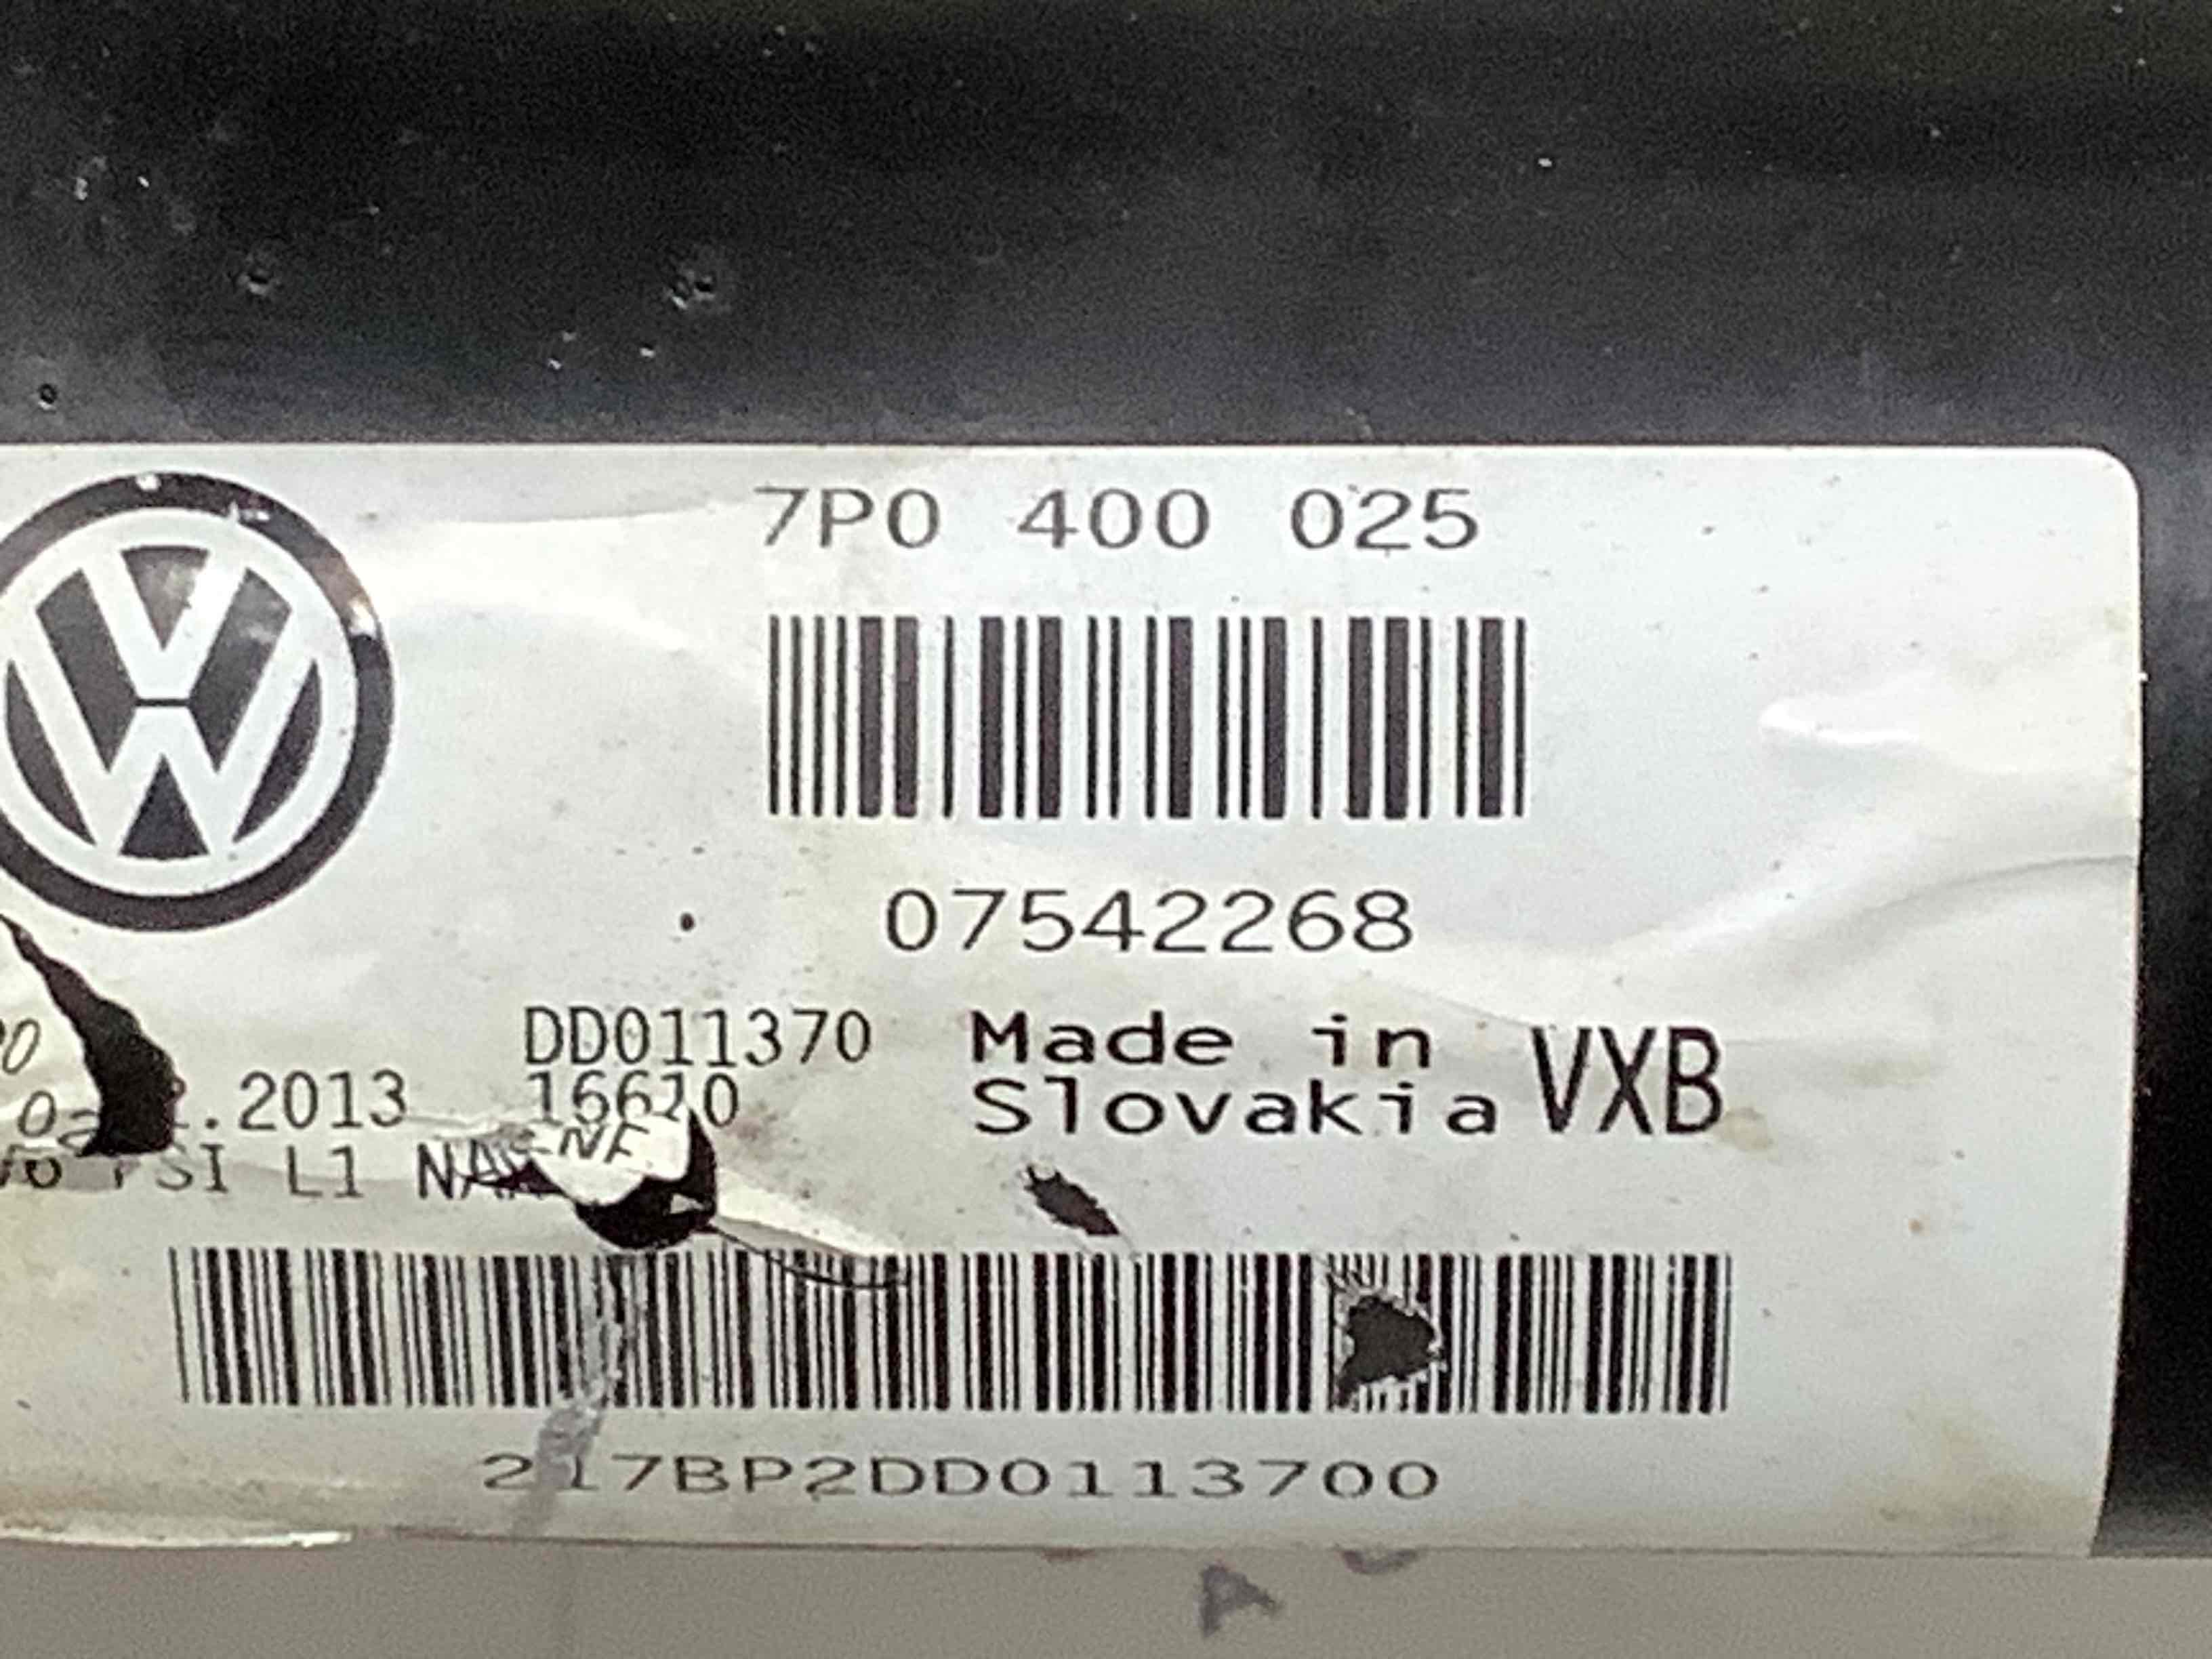 7P0 400 025
07542268
DD011370
.2013 16610
Made in
Slovakia
VXB
L1
217BP2DD0113700
A